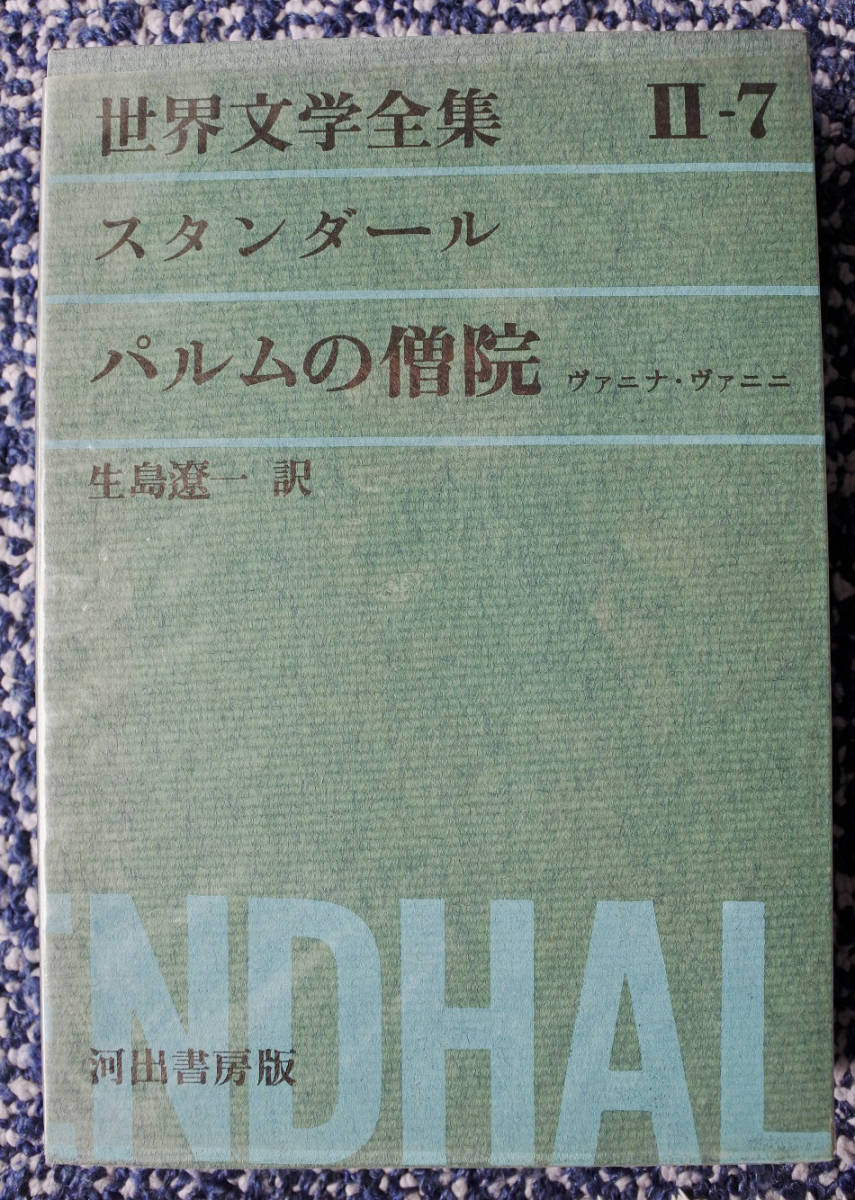 世界文学全集 II-7
スタンダール
パルムの僧院 ヴァニナ・ヴァニニ
生島遼一 訳
ENDHAL
河出書房版